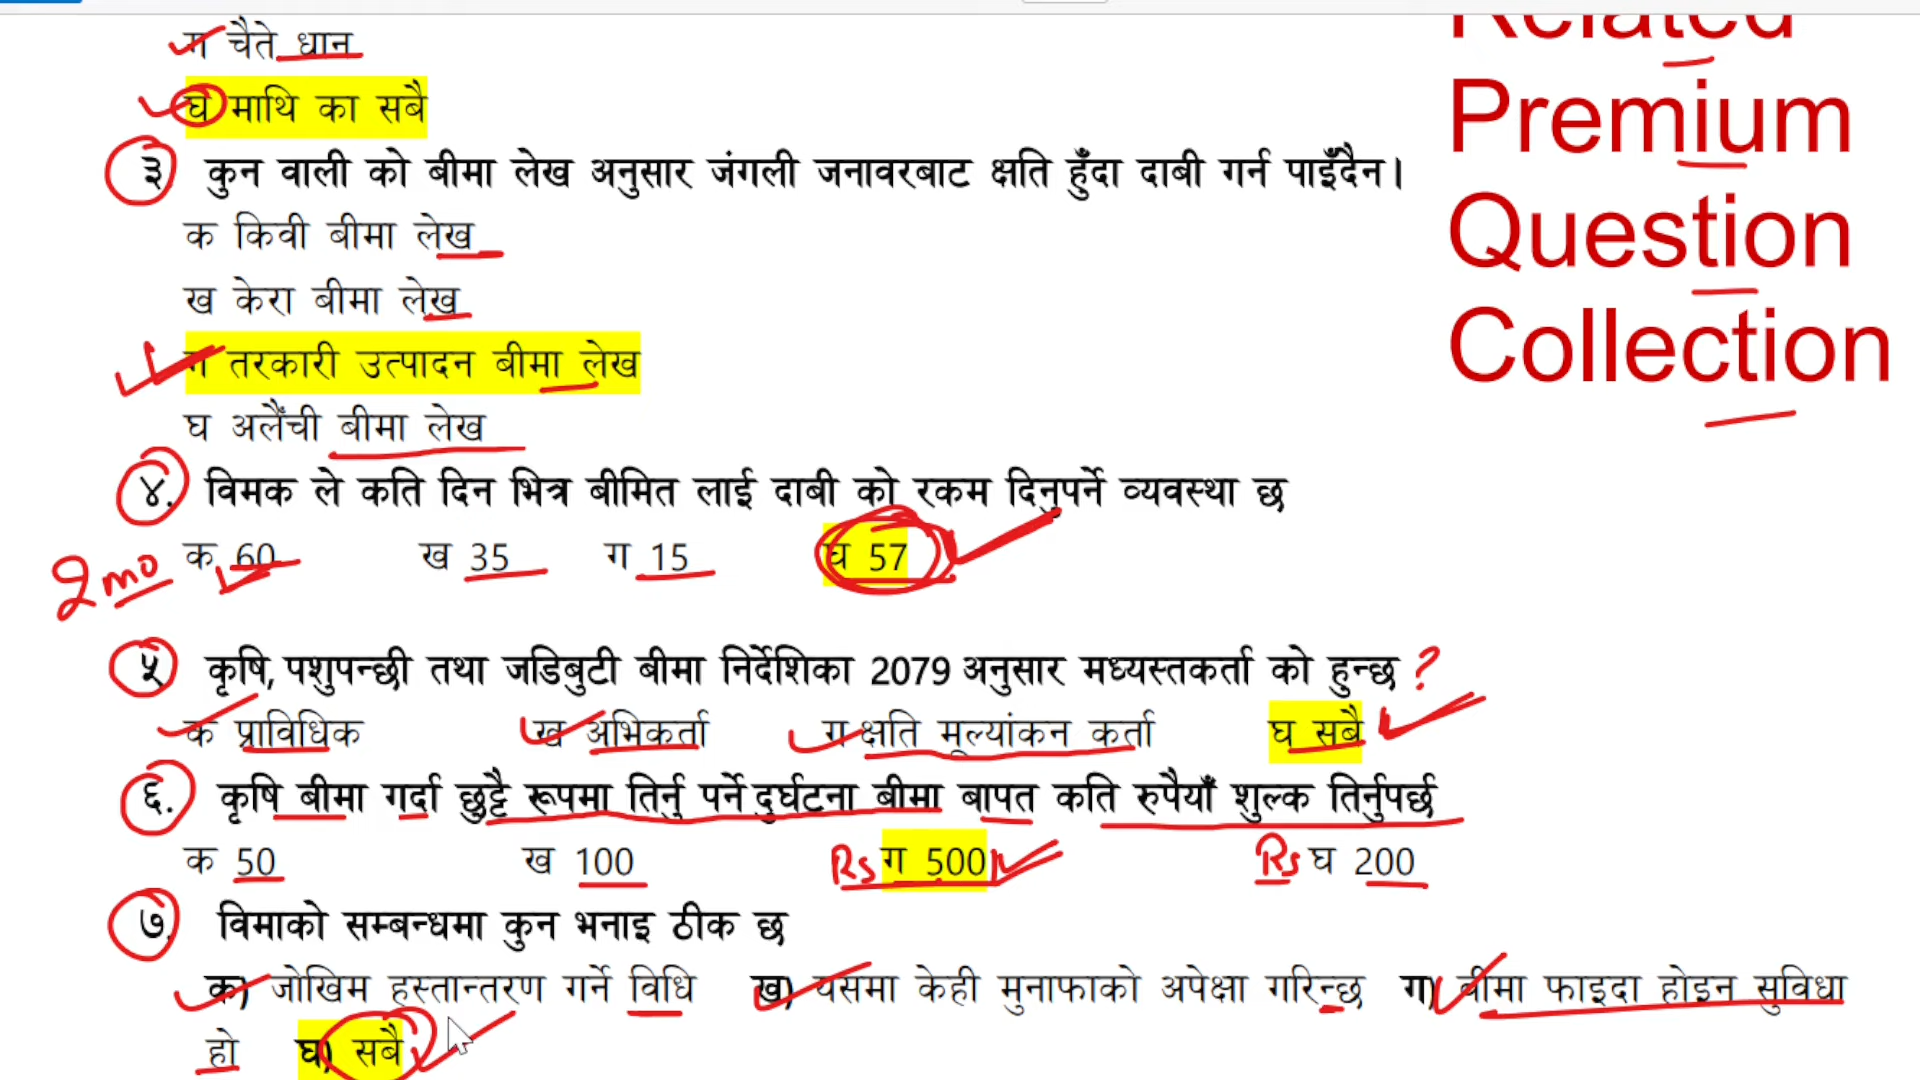 ग चैते धान
घ माथि का सबै
३. कुन वाली को बीमा लेख अनुसार जंगली जनावरबाट क्षति हुँदा दाबी गर्न पाइँदैन।
क किवी बीमा लेख
ख केरा बीमा लेख
ग तरकारी उत्पादन बीमा लेख
घ अलैंची बीमा लेख
४. विमक ले कति दिन भित्र बीमित लाई दाबी को रकम दिनुपर्ने व्यवस्था छ
क 60 ख 35 ग 15 घ 57
2 mo
५ कृषि, पशुपन्छी तथा जडिबुटी बीमा निर्देशिका 2079 अनुसार मध्यस्तकर्ता को हुन्छ ?
क प्राविधिक ख अभिकर्ता ग क्षति मूल्यांकन कर्ता घ सबै
६. कृषि बीमा गर्दा छुट्टै रूपमा तिर्नु पर्ने दुर्घटना बीमा बापत कति रुपैयाँ शुल्क तिर्नुपर्छ
क 50 ख 100 Rs ग 500 Rs घ 200
७. विमाको सम्बन्धमा कुन भनाइ ठीक छ
क) जोखिम हस्तान्तरण गर्ने विधि ख) यसमा केही मुनाफाको अपेक्षा गरिन्छ ग) बीमा फाइदा होइन सुविधा
हो घ) सबै
Related
Premium
Question
Collection